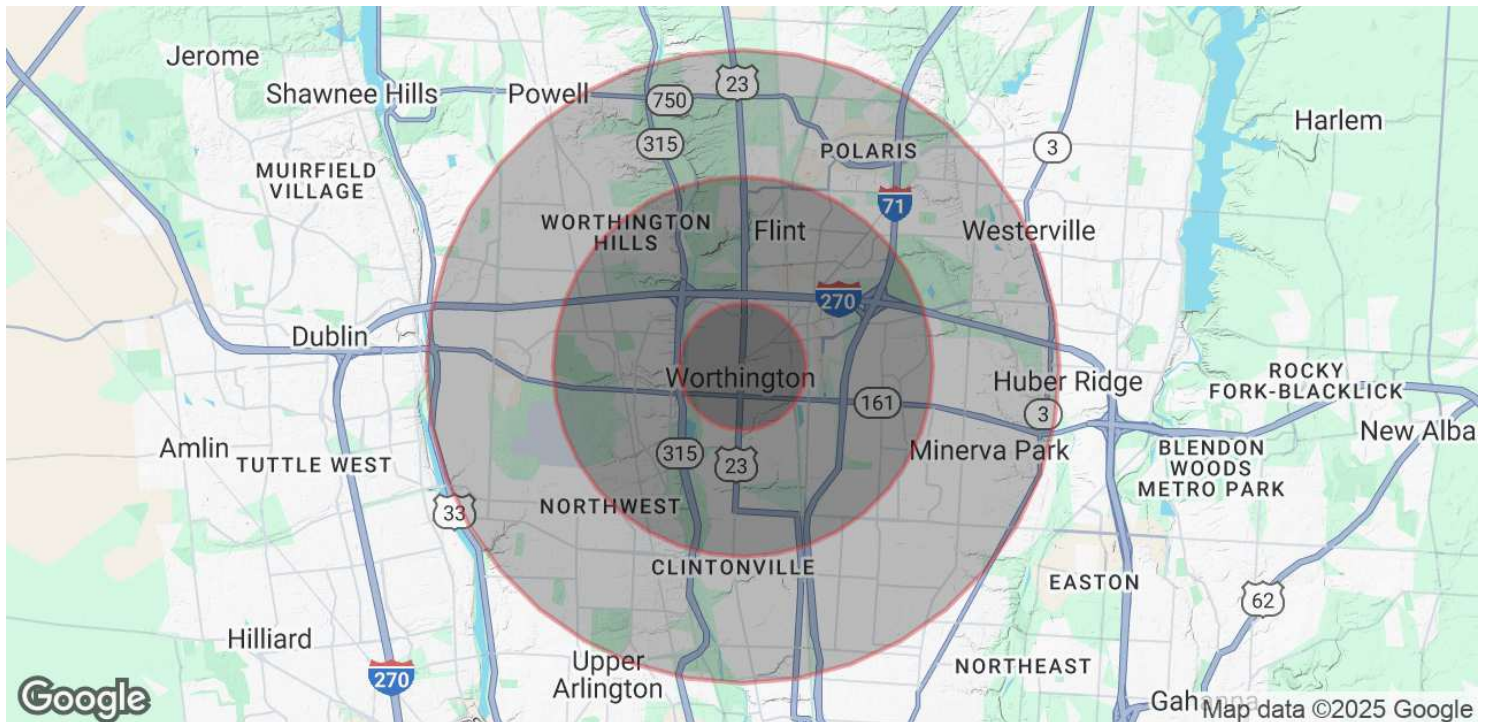 Jerome
Shawnee Hills
Powell
750
23
315
POLARIS
3
Harlem
MUIRFIELD
VILLAGE
71
WORTHINGTON
HILLS
Flint
Westerville
270
Dublin
Worthington
Huber Ridge
ROCKY
FORK-BLACKLICK
161
3
Amlin
TUTTLE WEST
315
23
Minerva Park
New Alba
BLENDON
WOODS
METRO PARK
33
NORTHWEST
CLINTONVILLE
EASTON
62
Hilliard
270
Upper
Arlington
NORTHEAST
Google
Gahanna
Map data ©2025 Google